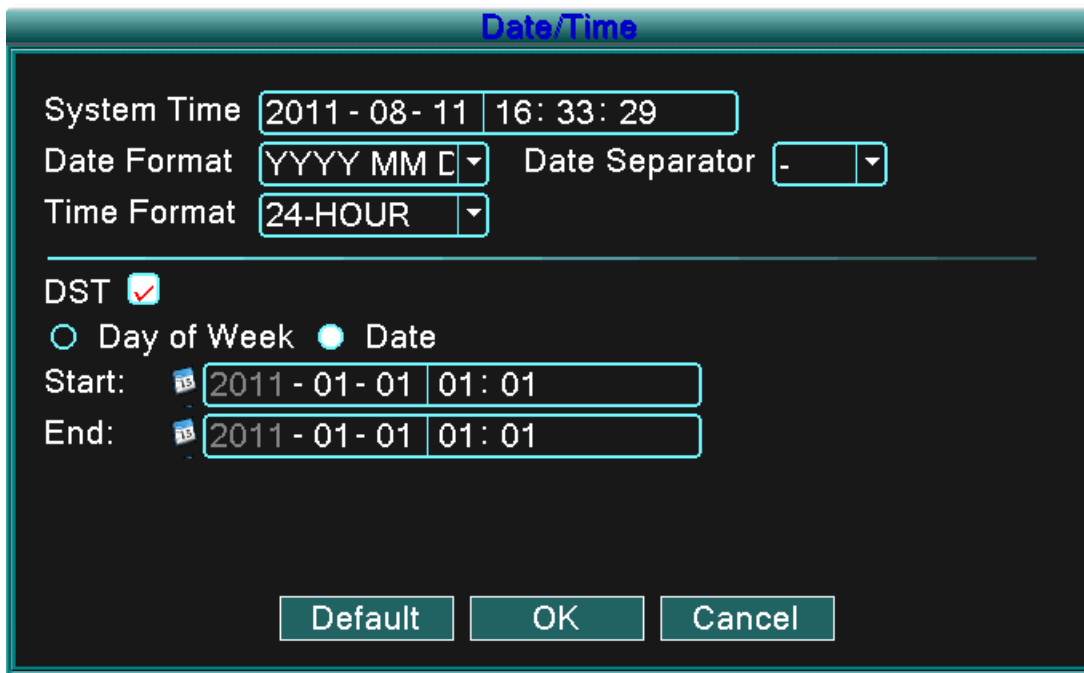 Date/Time
System Time 2011 - 08 - 11 16: 33: 29
Date Format YYYY MM D Date Separator -
Time Format 24-HOUR
DST
Day of Week Date
Start: 15 2011 - 01 - 01 01: 01
End: 15 2011 - 01 - 01 01: 01
Default OK Cancel